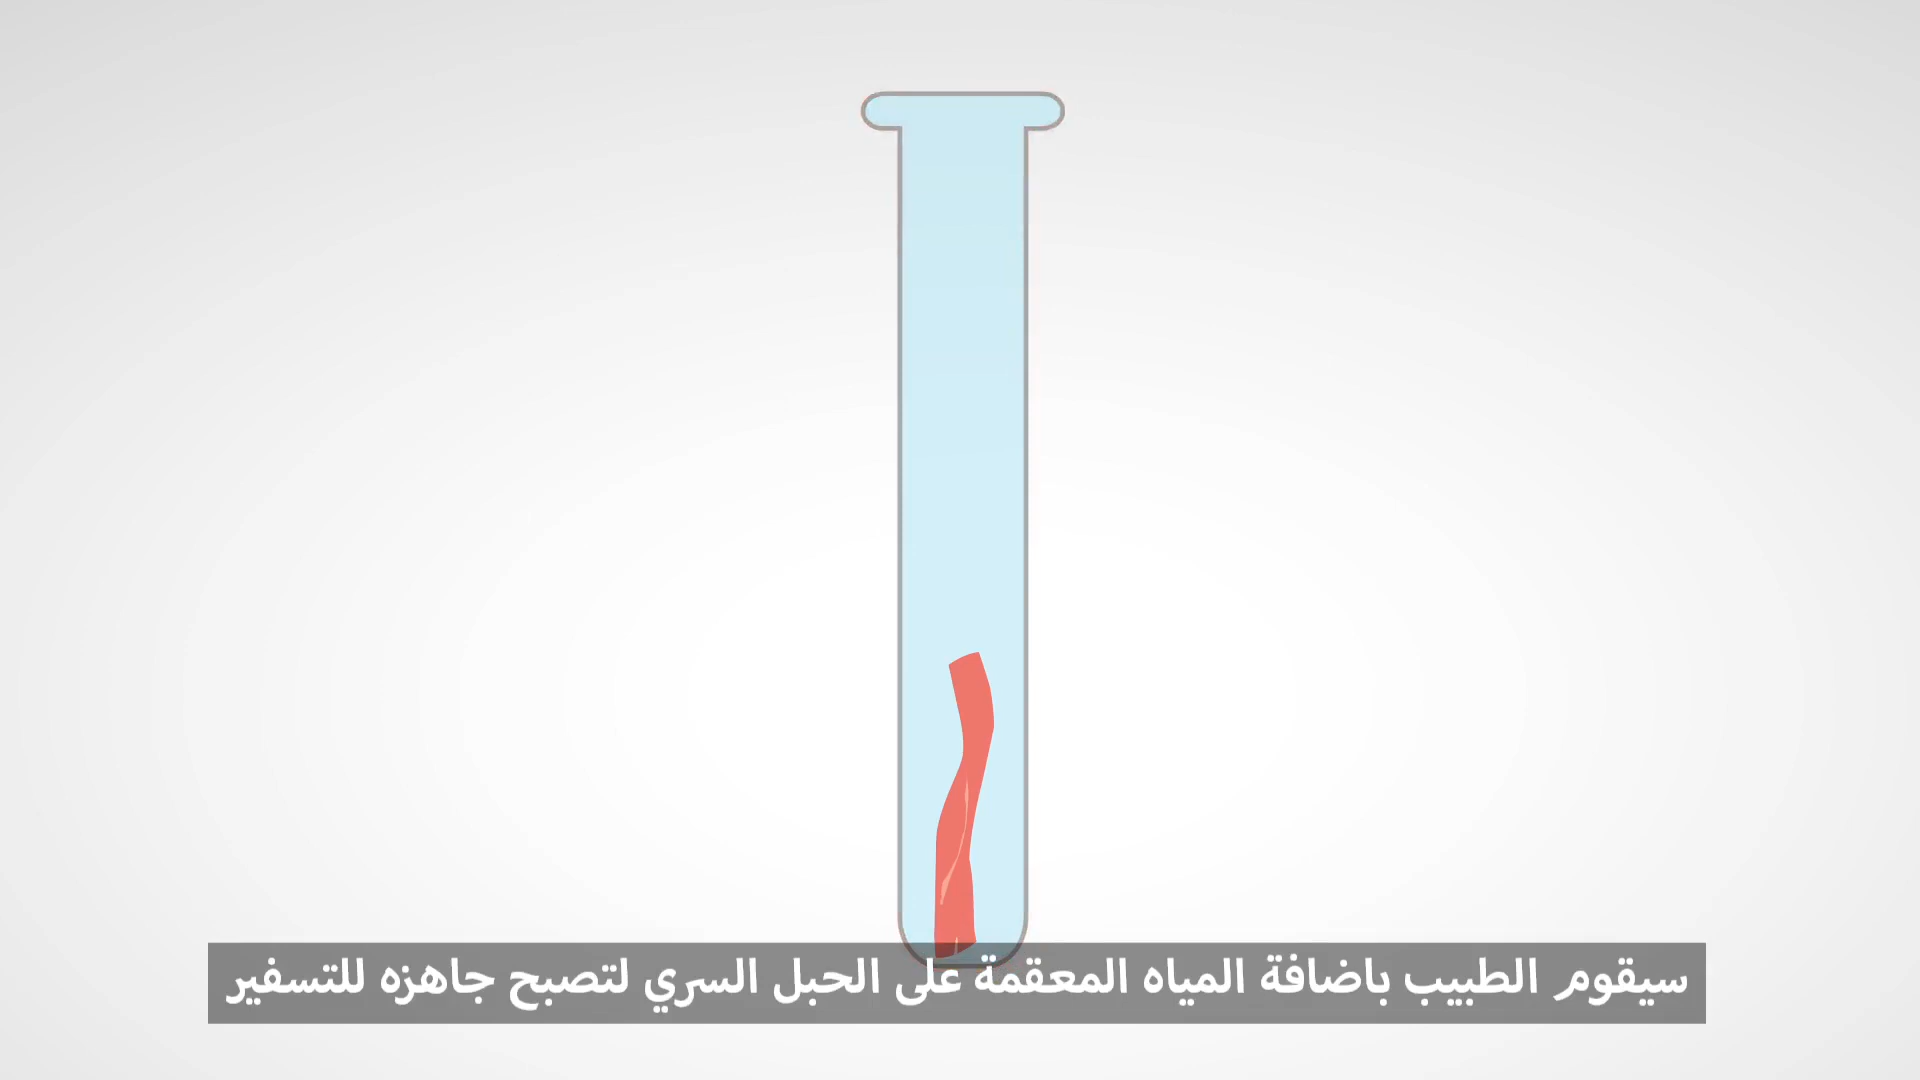 سيقوم الطبيب باضافة المياه المعقمة على الحبل السري لتصبح جاهزه للتسفير